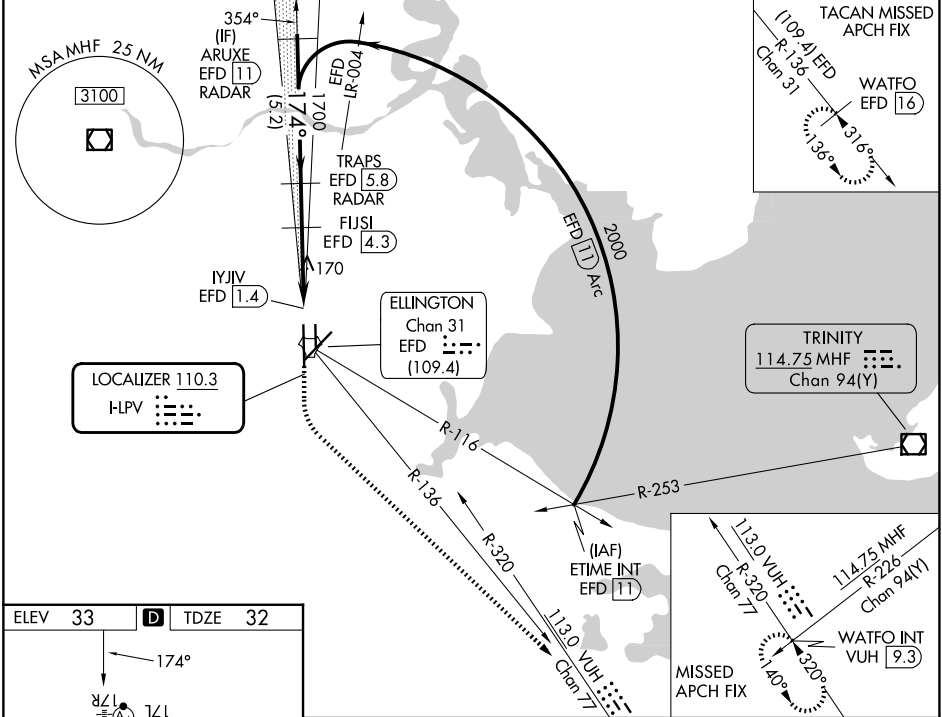 MSA MHF 25 NM
3100
354°
(IF)
ARUXE
EFD 11
RADAR
174°
(5.2)
1700
EFD
LR-004
TRAPS
EFD 5.8
RADAR
FIJSI
EFD 4.3
170
IYJIV
EFD 1.4
EFD 11 Arc
2000
TACAN MISSED
APCH FIX
(109.4) EFD
R-136
Chan 31
WATFO
EFD 16
136°
316°
ELLINGTON
Chan 31
EFD
(109.4)
LOCALIZER 110.3
I-LPV
TRINITY
114.75 MHF
Chan 94(Y)
R-116
R-136
R-253
R-320
(IAF)
ETIME INT
EFD 11
113.0 VUH
Chan 77
113.0 VUH
R-320
Chan 77
114.75 MHF
R-226
Chan 94(Y)
WATFO INT
VUH 9.3
140°
320°
MISSED
APCH FIX
ELEV 33 D TDZE 32
174°
17R
17L
A